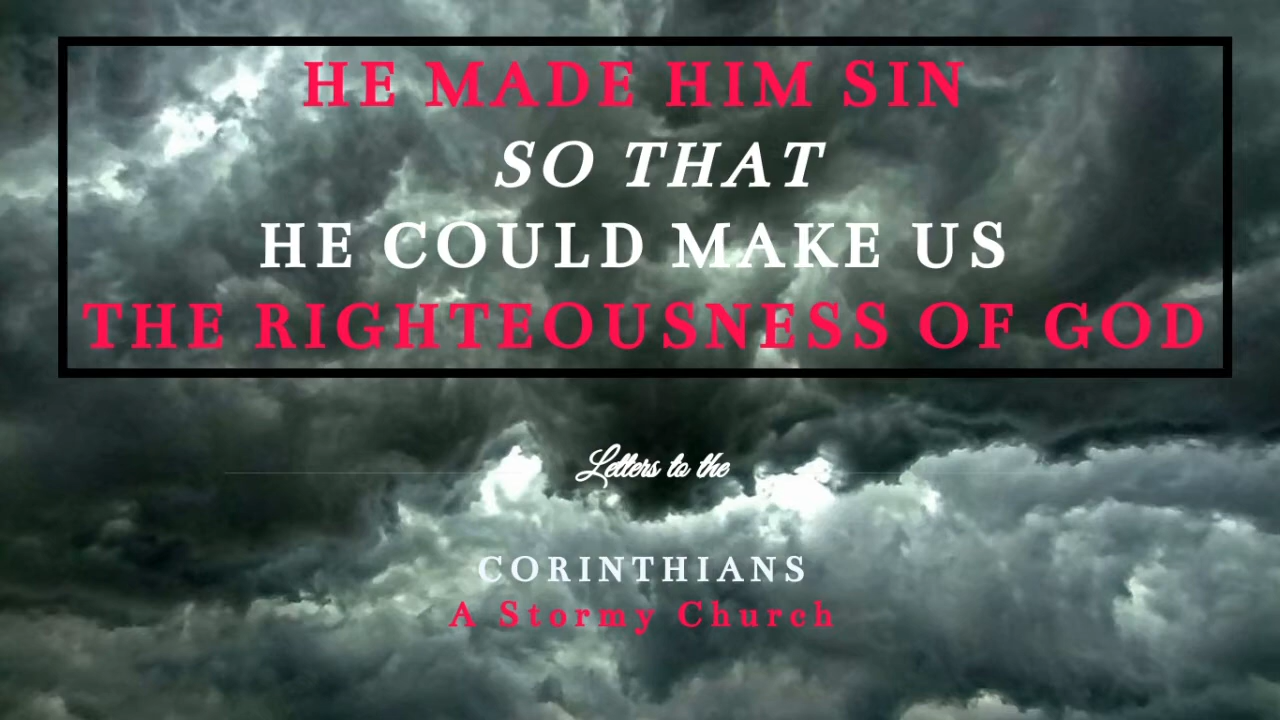 HE MADE HIM SIN
SO THAT
HE COULD MAKE US
THE RIGHTEOUSNESS OF GOD
Letters to the
CORINTHIANS
A Stormy Church